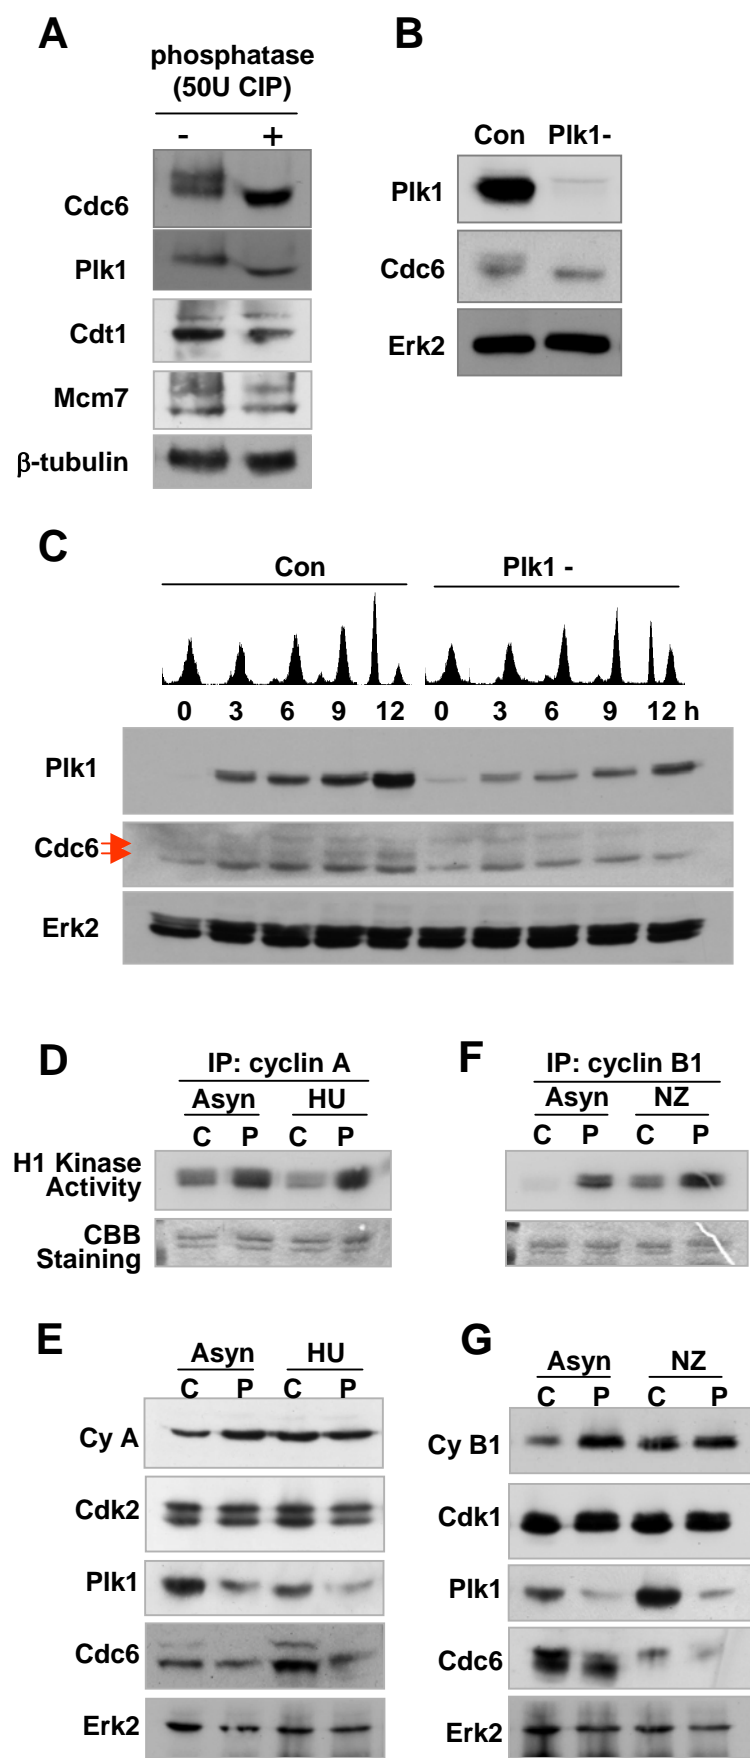 A
phosphatase
(50U CIP)
- +
Cdc6
Plk1
Cdt1
Mcm7
β-tubulin
B
Con Plk1-
Plk1
Cdc6
Erk2
C
Con Plk1 -
0 3 6 9 12 0 3 6 9 12 h
Plk1
Cdc6
Erk2
D
IP: cyclin A
Asyn HU
C P C P
H1 Kinase
Activity
CBB
Staining
F
IP: cyclin B1
Asyn NZ
C P C P
E
Asyn HU
C P C P
Cy A
Cdk2
Plk1
Cdc6
Erk2
G
Asyn NZ
C P C P
Cy B1
Cdk1
Plk1
Cdc6
Erk2